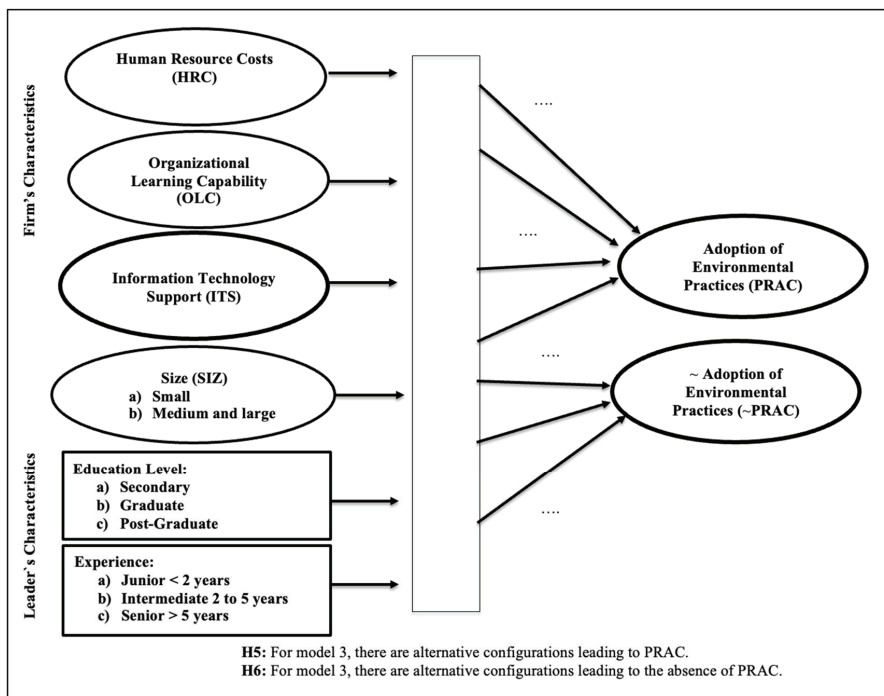 Firm's Characteristics
Human Resource Costs
(HRC)
Organizational
Learning Capability
(OLC)
Information Technology
Support (ITS)
Size (SIZ)
a) Small
b) Medium and large
Leader`s Characteristics
Education Level:
a) Secondary
b) Graduate
c) Post-Graduate
Experience:
a) Junior < 2 years
b) Intermediate 2 to 5 years
c) Senior > 5 years
....
....
....
....
Adoption of
Environmental
Practices (PRAC)
~ Adoption of
Environmental
Practices (~PRAC)
H5: For model 3, there are alternative configurations leading to PRAC.
H6: For model 3, there are alternative configurations leading to the absence of PRAC.